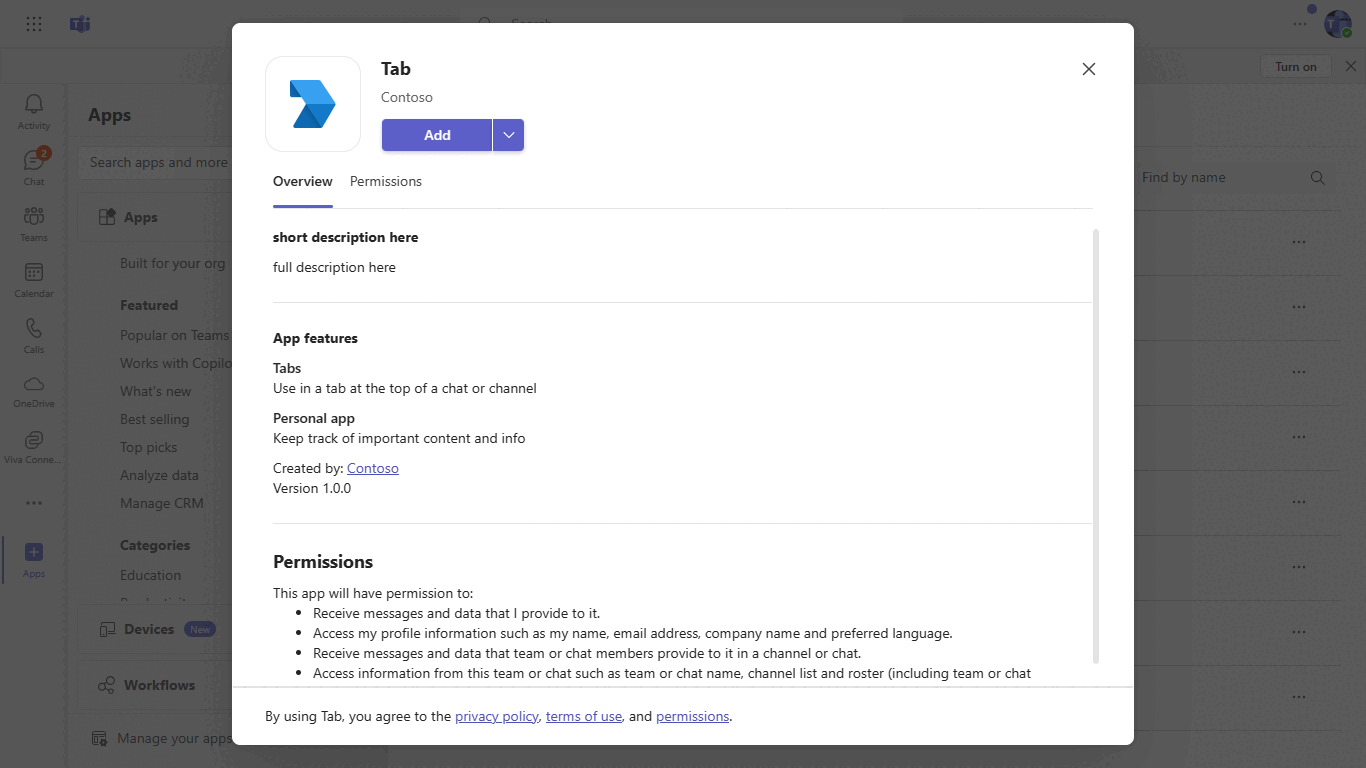 Search
Tab
Contoso
Add
Turn on
Activity
Chat
2
Teams
Calendar
Calls
OneDrive
Viva Conne...
Apps
Apps
Search apps and more
Apps
Built for your org
Featured
Popular on Teams
Works with Copilo
What's new
Best selling
Top picks
Analyze data
Manage CRM
Categories
Education
Devices New
Workflows
Manage your apps
Find by name
Overview Permissions
short description here
full description here
App features
Tabs
Use in a tab at the top of a chat or channel
Personal app
Keep track of important content and info
Created by: Contoso
Version 1.0.0
Permissions
This app will have permission to:
• Receive messages and data that I provide to it.
• Access my profile information such as my name, email address, company name and preferred language.
• Receive messages and data that team or chat members provide to it in a channel or chat.
• Access information from this team or chat such as team or chat name, channel list and roster (including team or chat
By using Tab, you agree to the privacy policy, terms of use, and permissions.